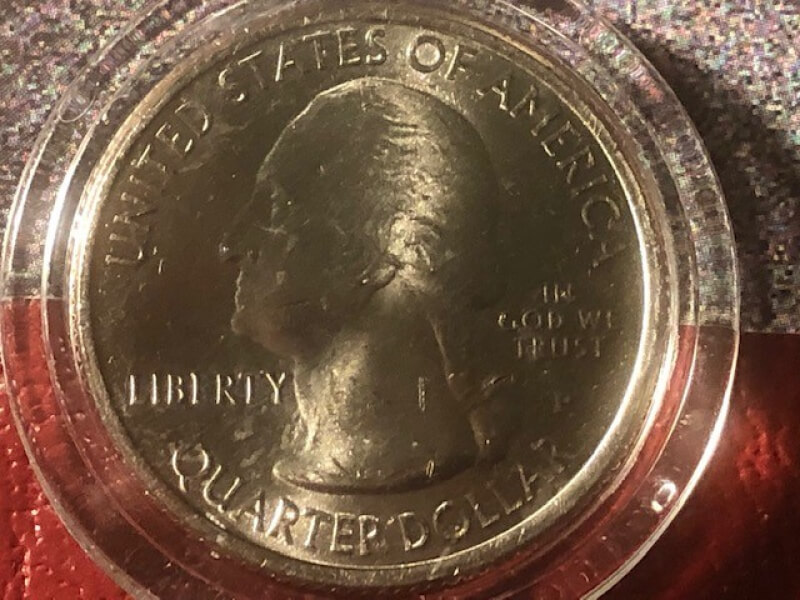 UNITED STATES OF AMERICA
IN
GOD WE
TRUST
LIBERTY
P
QUARTER DOLLAR